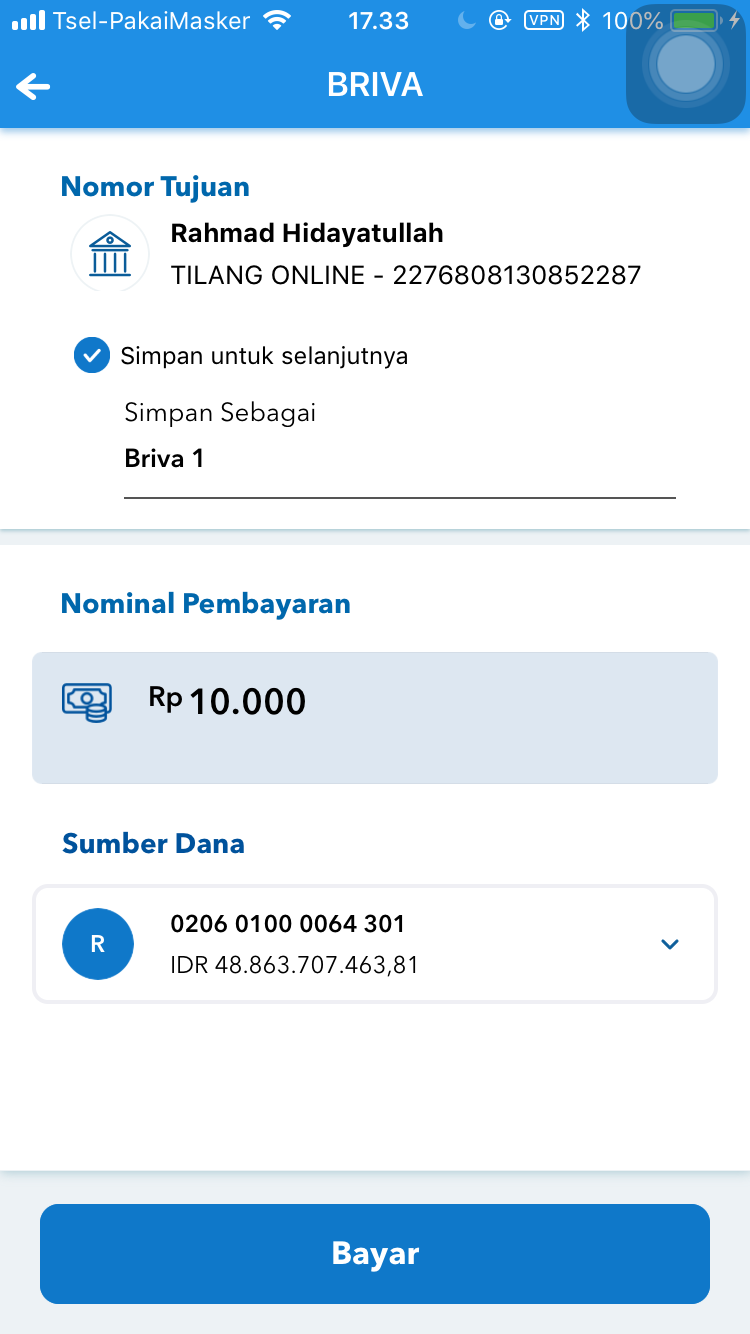 Tsel-PakaiMasker 17.33 VPN 100%
BRIVA
Nomor Tujuan
Rahmad Hidayatullah
TILANG ONLINE - 2276808130852287
Simpan untuk selanjutnya
Simpan Sebagai
Briva 1
Nominal Pembayaran
Rp 10.000
Sumber Dana
R
0206 0100 0064 301
IDR 48.863.707.463,81
Bayar